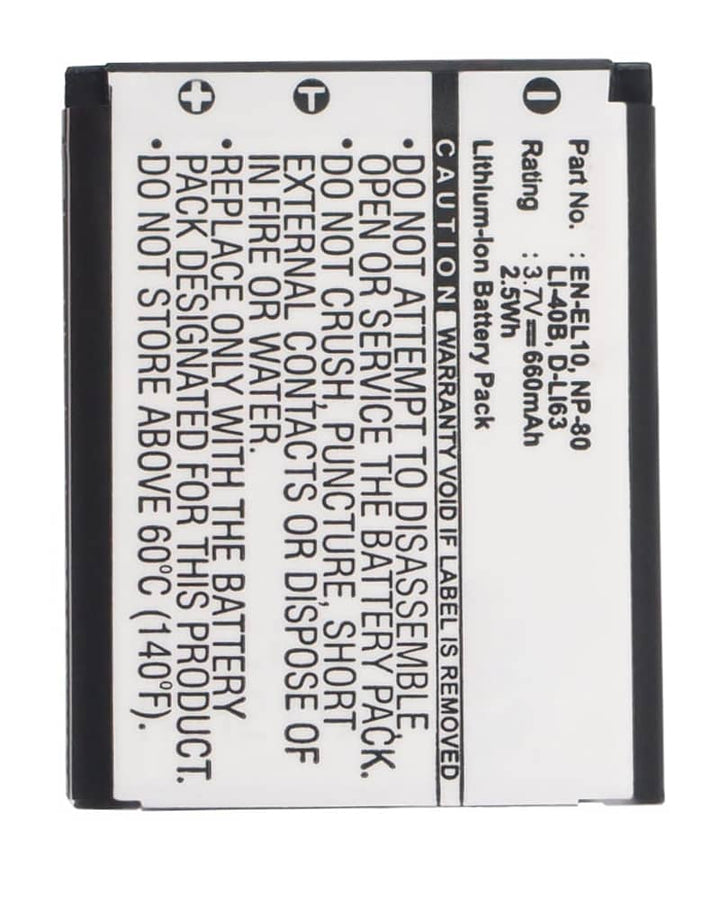 Part No. : EN-EL10, NP-80
LI-40B, D-LI63
Rating : 3.7V⎓660mAh
2.5Wh
Lithium-Ion Battery Pack
CAUTION WARRANTY VOID IF LABEL IS REMOVED
• DO NOT ATTEMPT TO DISASSEMBLE,
OPEN OR SERVICE THE BATTERY PACK.
• DO NOT CRUSH, PUNCTURE, SHORT
EXTERNAL CONTACTS OR DISPOSE OF
IN FIRE OR WATER.
• REPLACE ONLY WITH THE BATTERY
PACK DESIGNATED FOR THIS PRODUCT.
• DO NOT STORE ABOVE 60°C (140°F).
− T +